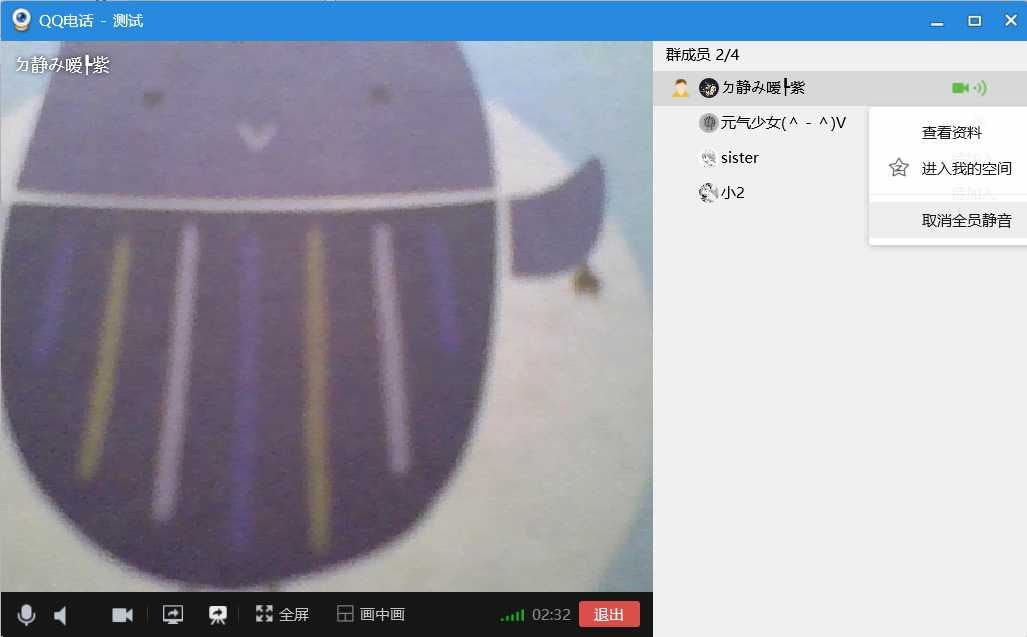 QQ电话 - 测试
ㄉ静み嗳┡紫
群成员 2/4
ㄉ静み嗳┡紫
元气少女(＾－＾)V
sister
小2
查看资料
进入我的空间
待加入
取消全员静音
全屏
画中画
02:32
退出